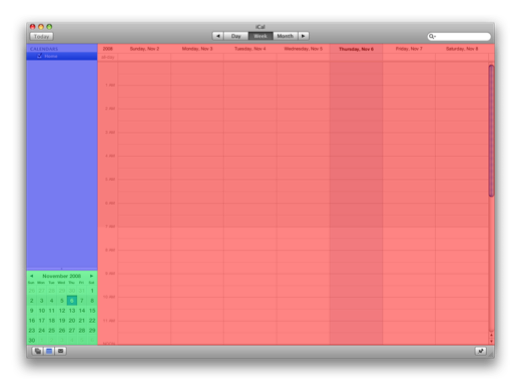 iCal
Today
Day Week Month
CALENDARS
Home
2008 Sunday, Nov 2 Monday, Nov 3 Tuesday, Nov 4 Wednesday, Nov 5 Thursday, Nov 6 Friday, Nov 7 Saturday, Nov 8
all-day
1 AM
2 AM
3 AM
4 AM
5 AM
6 AM
7 AM
8 AM
9 AM
10 AM
11 AM
November 2008
Sun Mon Tue Wed Thu Fri Sat
26 27 28 29 30 31 1
2 3 4 5 6 7 8
9 10 11 12 13 14 15
16 17 18 19 20 21 22
23 24 25 26 27 28 29
30